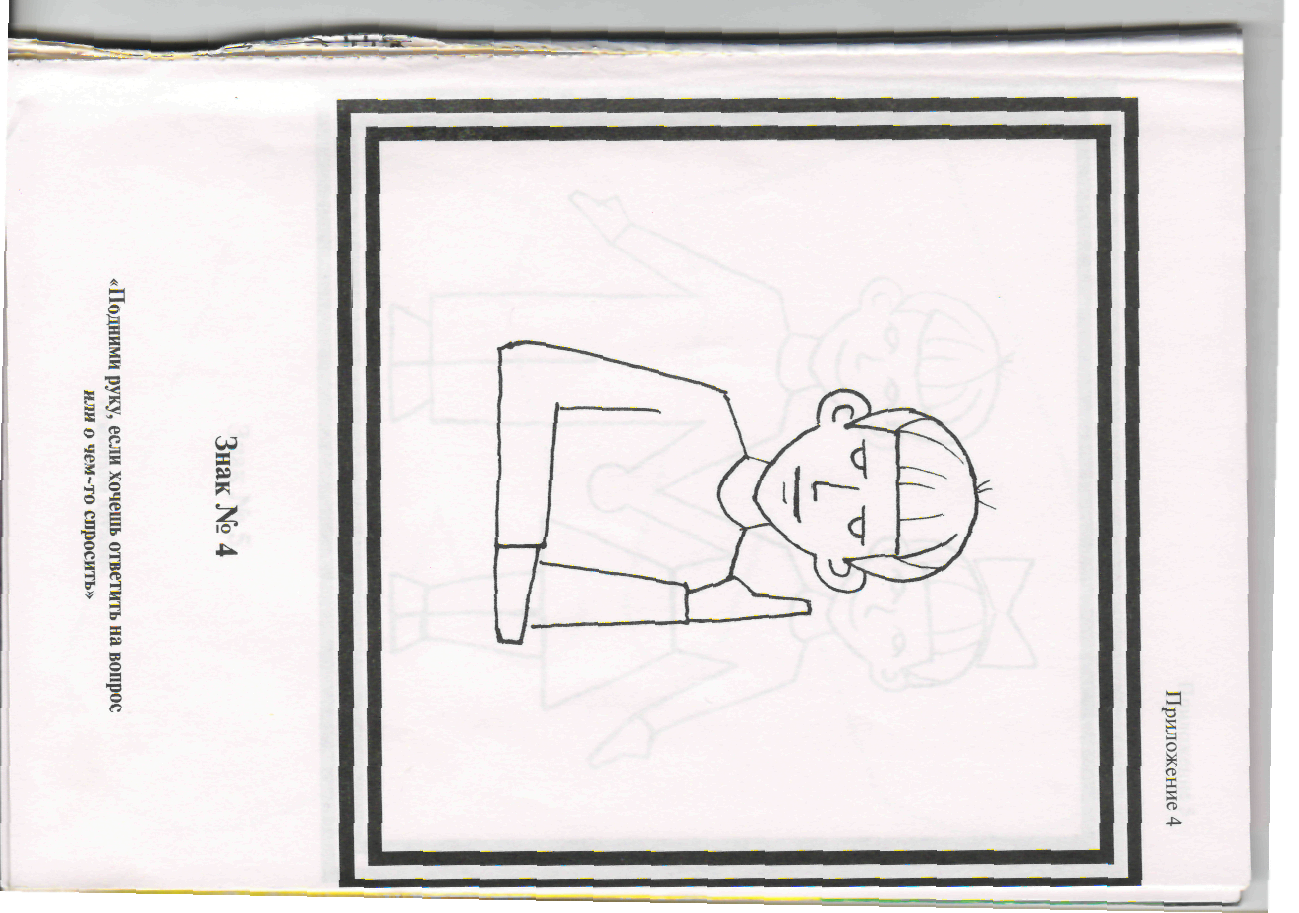 Приложение 4
Знак № 4
«Подними руку, если хочешь ответить на вопрос
или о чем-то спросить»